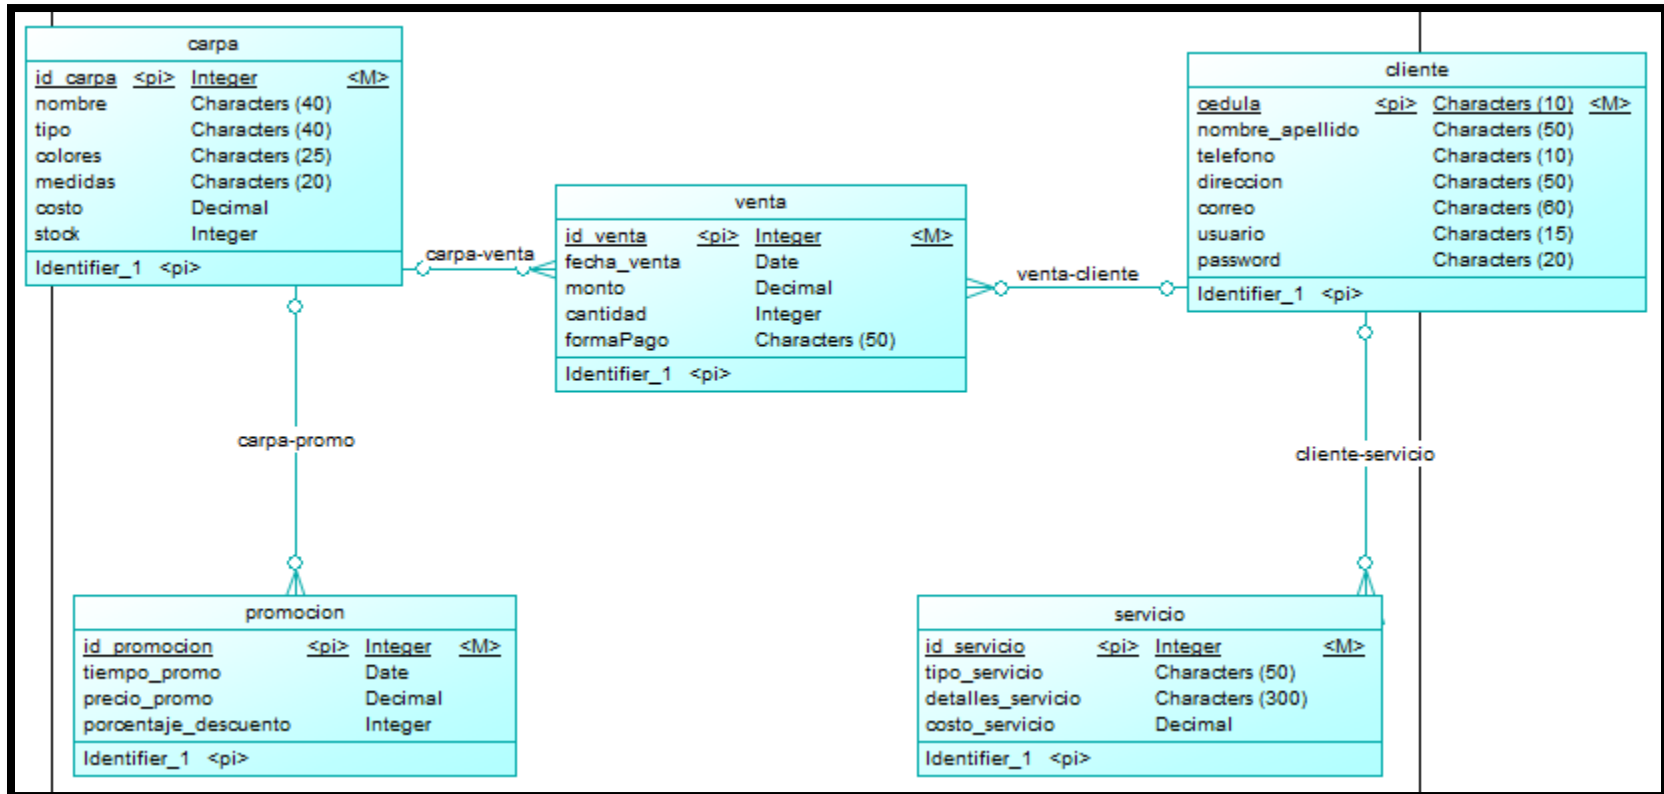 carpa
id_carpa <pi> Integer <M>
nombre Characters (40)
tipo Characters (40)
colores Characters (25)
medidas Characters (20)
costo Decimal
stock Integer
Identifier_1 <pi>
carpa-venta
venta
id_venta <pi> Integer <M>
fecha_venta Date
monto Decimal
cantidad Integer
formaPago Characters (50)
Identifier_1 <pi>
venta-cliente
cliente
cedula <pi> Characters (10) <M>
nombre_apellido Characters (50)
telefono Characters (10)
direccion Characters (50)
correo Characters (60)
usuario Characters (15)
password Characters (20)
Identifier_1 <pi>
carpa-promo
cliente-servicio
promocion
id_promocion <pi> Integer <M>
tiempo_promo Date
precio_promo Decimal
porcentaje_descuento Integer
Identifier_1 <pi>
servicio
id_servicio <pi> Integer <M>
tipo_servicio Characters (50)
detalles_servicio Characters (300)
costo_servicio Decimal
Identifier_1 <pi>